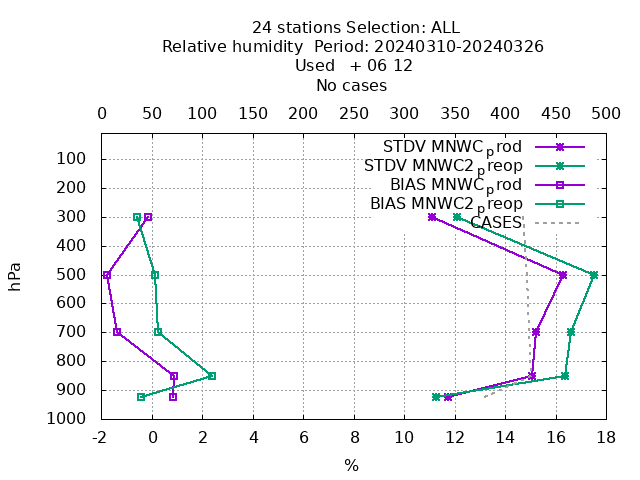 24 stations Selection: ALL
Relative humidity  Period: 20240310-20240326
Used   + 06 12
No cases
0 50 100 150 200 250 300 350 400 450 500
STDV MNWC_prod
STDV MNWC2_preop
BIAS MNWC_prod
BIAS MNWC2_preop
CASES
100
200
300
400
500
600
700
800
900
1000
hPa
-2 0 2 4 6 8 10 12 14 16 18
%